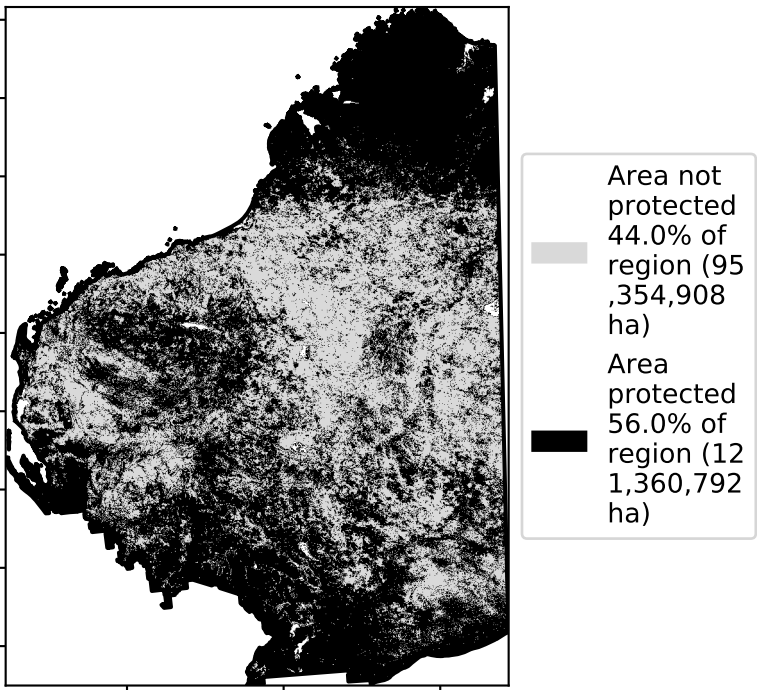 Area not
protected
44.0% of
region (95
,354,908
ha)
Area
protected
56.0% of
region (12
1,360,792
ha)